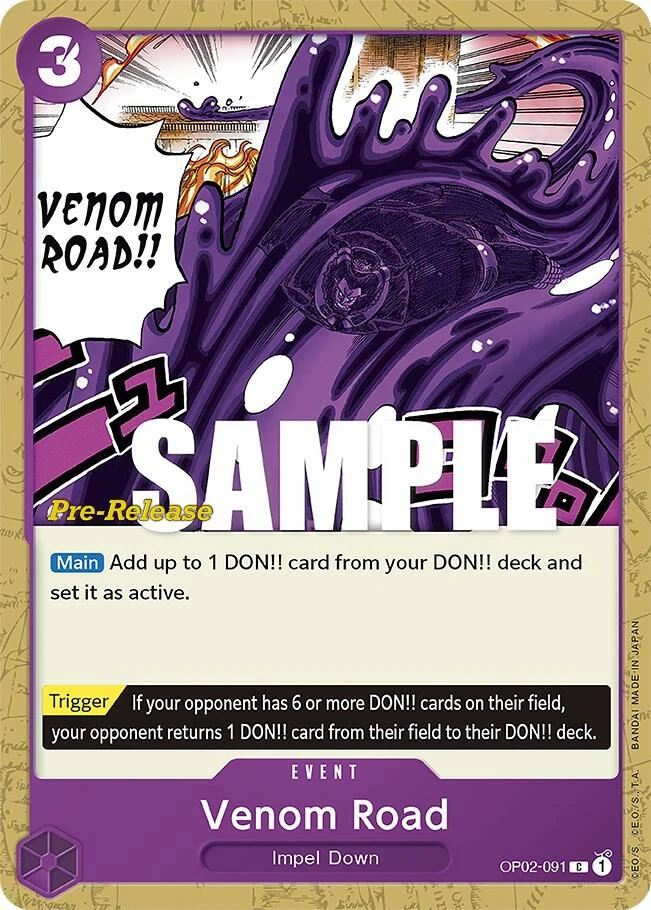 3
VENOM
ROAD!!
SAMPLE
Pre-Release
Main Add up to 1 DON!! card from your DON!! deck and
set it as active.
Trigger If your opponent has 6 or more DON!! cards on their field,
your opponent returns 1 DON!! card from their field to their DON!! deck.
EVENT
Venom Road
Impel Down
OP02-091 C 1
©E.O./S. ©E.O./S., T.A. BANDAI MADE IN JAPAN